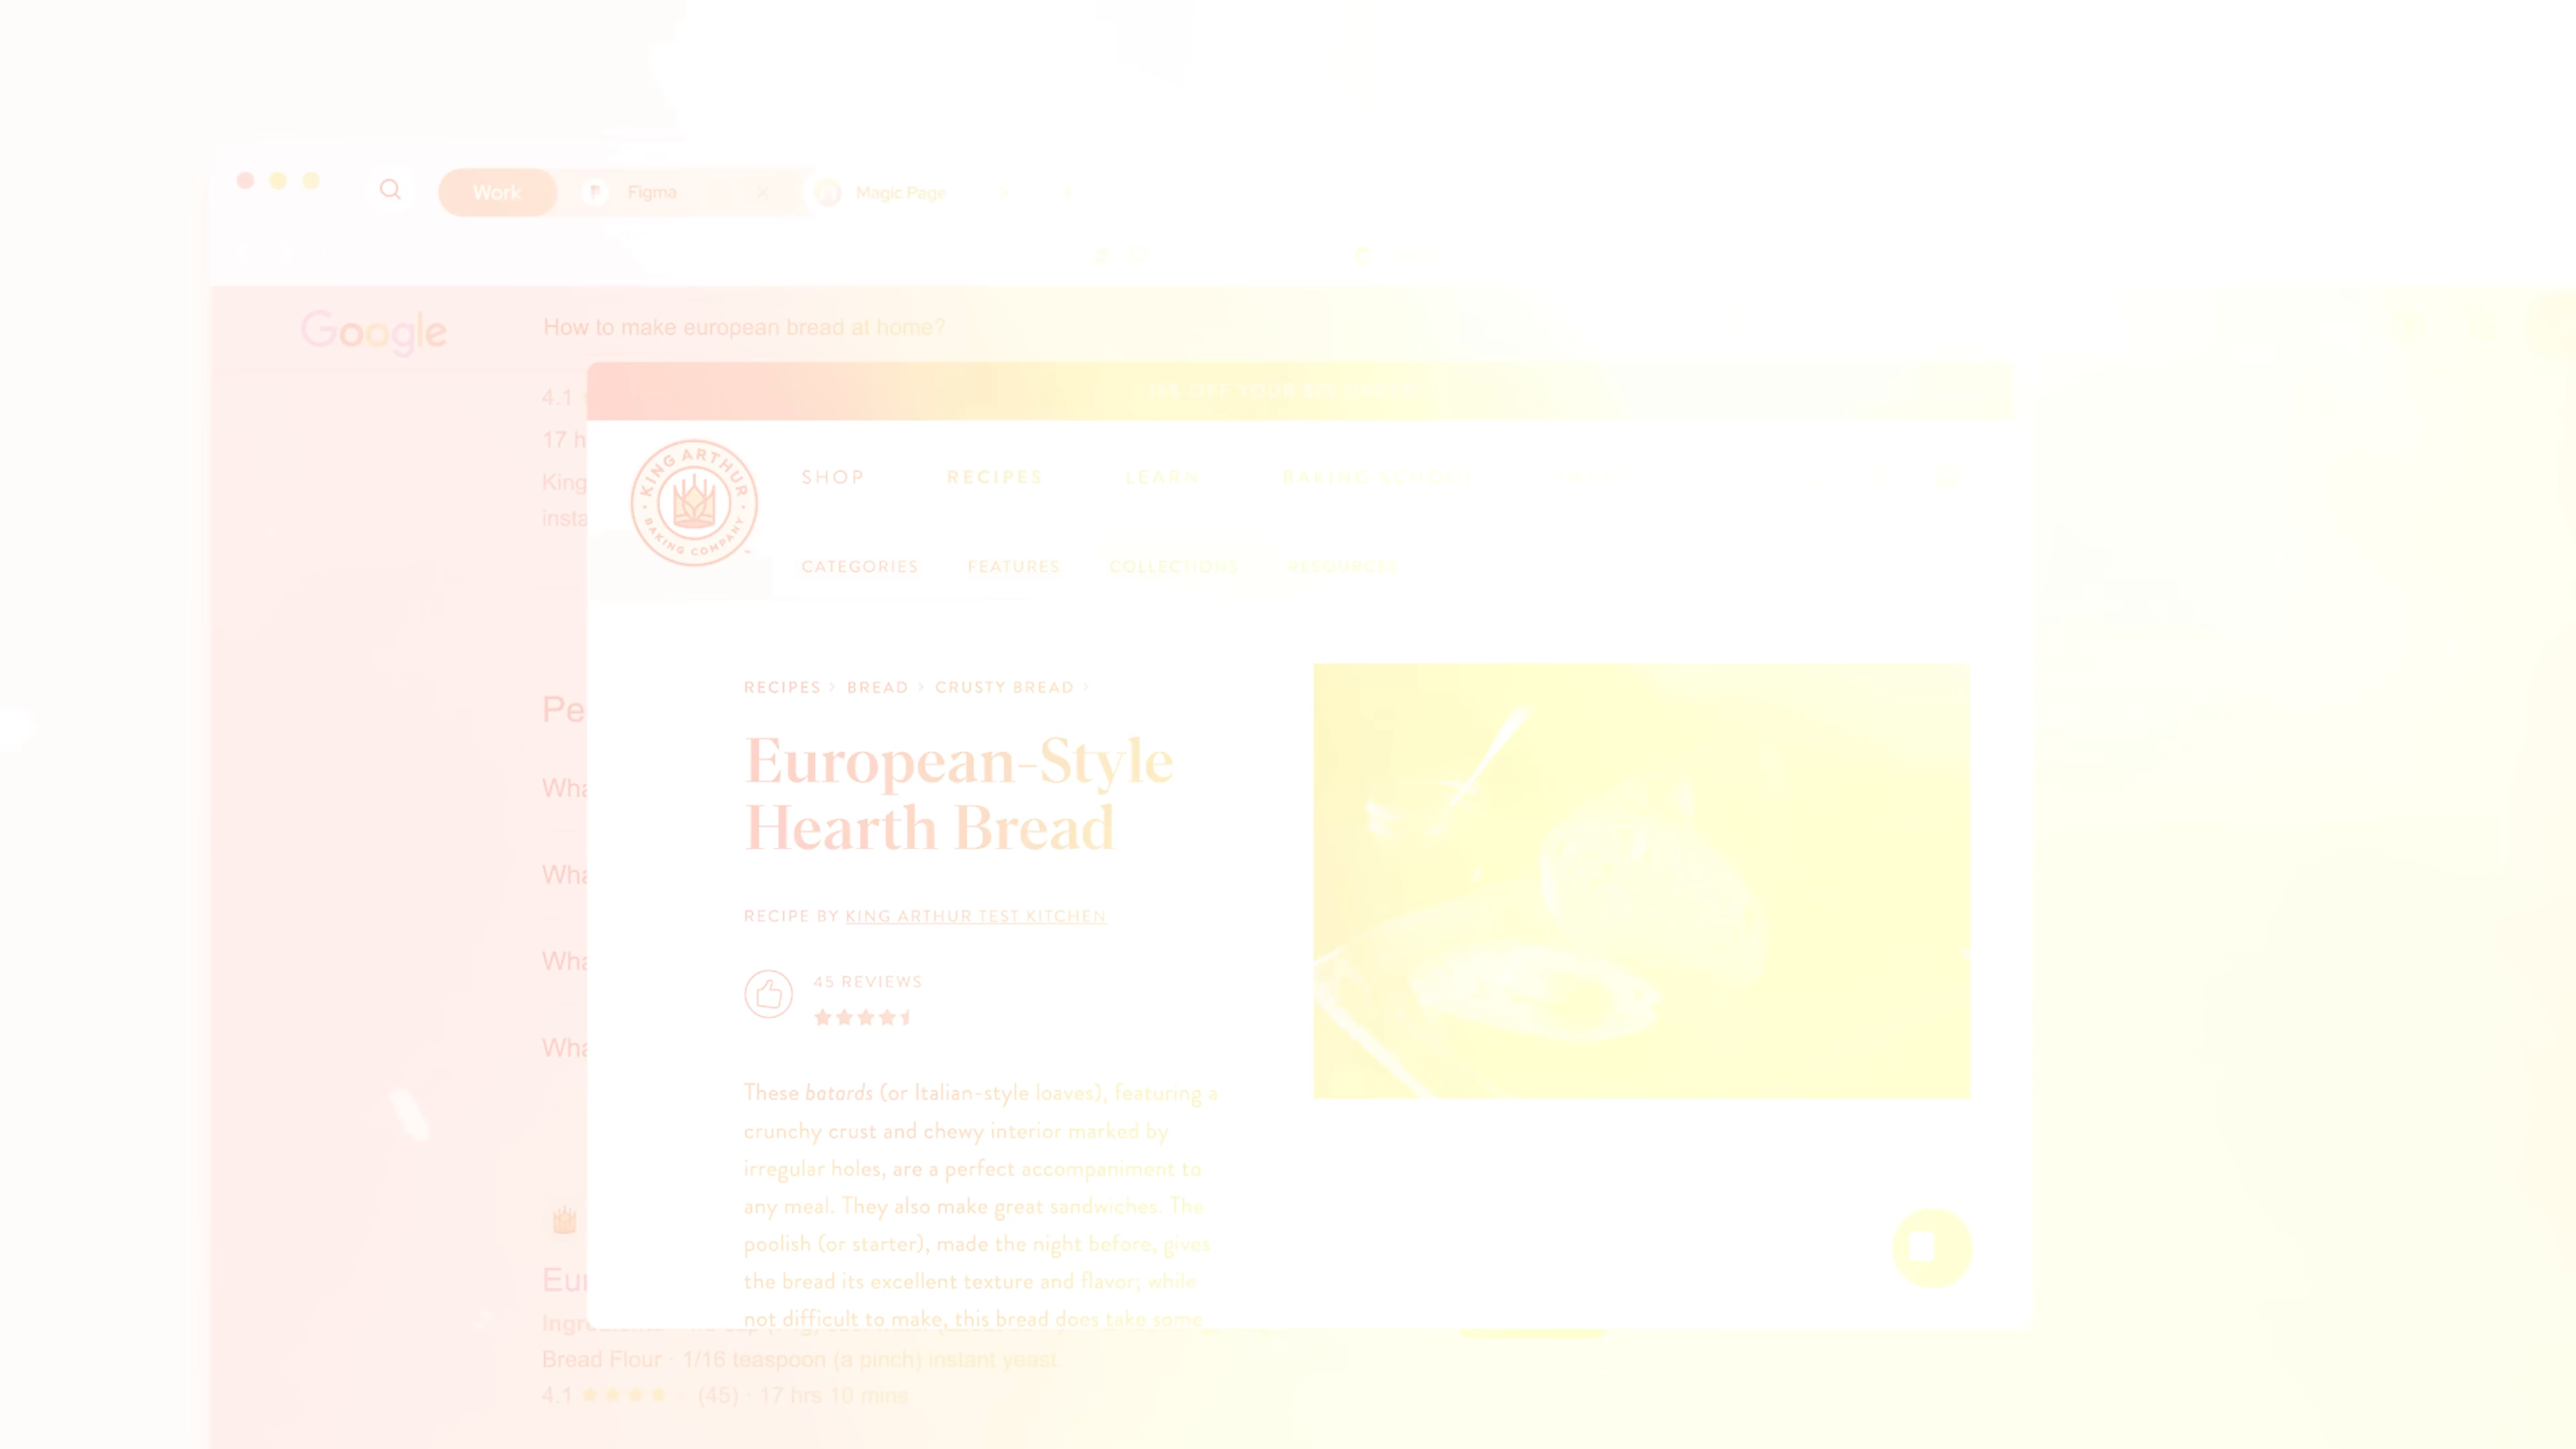 Work
Figma
Magic Page
Google
How to make european bread at home?
4.1
17 h
King
insta
OFF YOUR
KING ARTHUR
BAKING COMPANY
SHOP
RECIPES
LEARN
BAKING SCHOOL
CATEGORIES
FEATURES
COLLECTIONS
RESOURCES
RECIPES > BREAD > CRUSTY BREAD >
European-Style
Hearth Bread
RECIPE BY KING ARTHUR TEST KITCHEN
45 REVIEWS
These batards (or Italian-style loaves), featuring a
crunchy crust and chewy interior marked by
irregular holes, are a perfect accompaniment to
any meal. They also make great sandwiches. The
poolish (or starter), made the night before, gives
the bread its excellent texture and flavor; while
not difficult to make, this bread does take some
Pe
Wha
Wha
Wha
Wha
Eur
Bread Flour · 1/16 teaspoon (a pinch) instant yeast
4.1 (45) · 17 hrs 10 mins